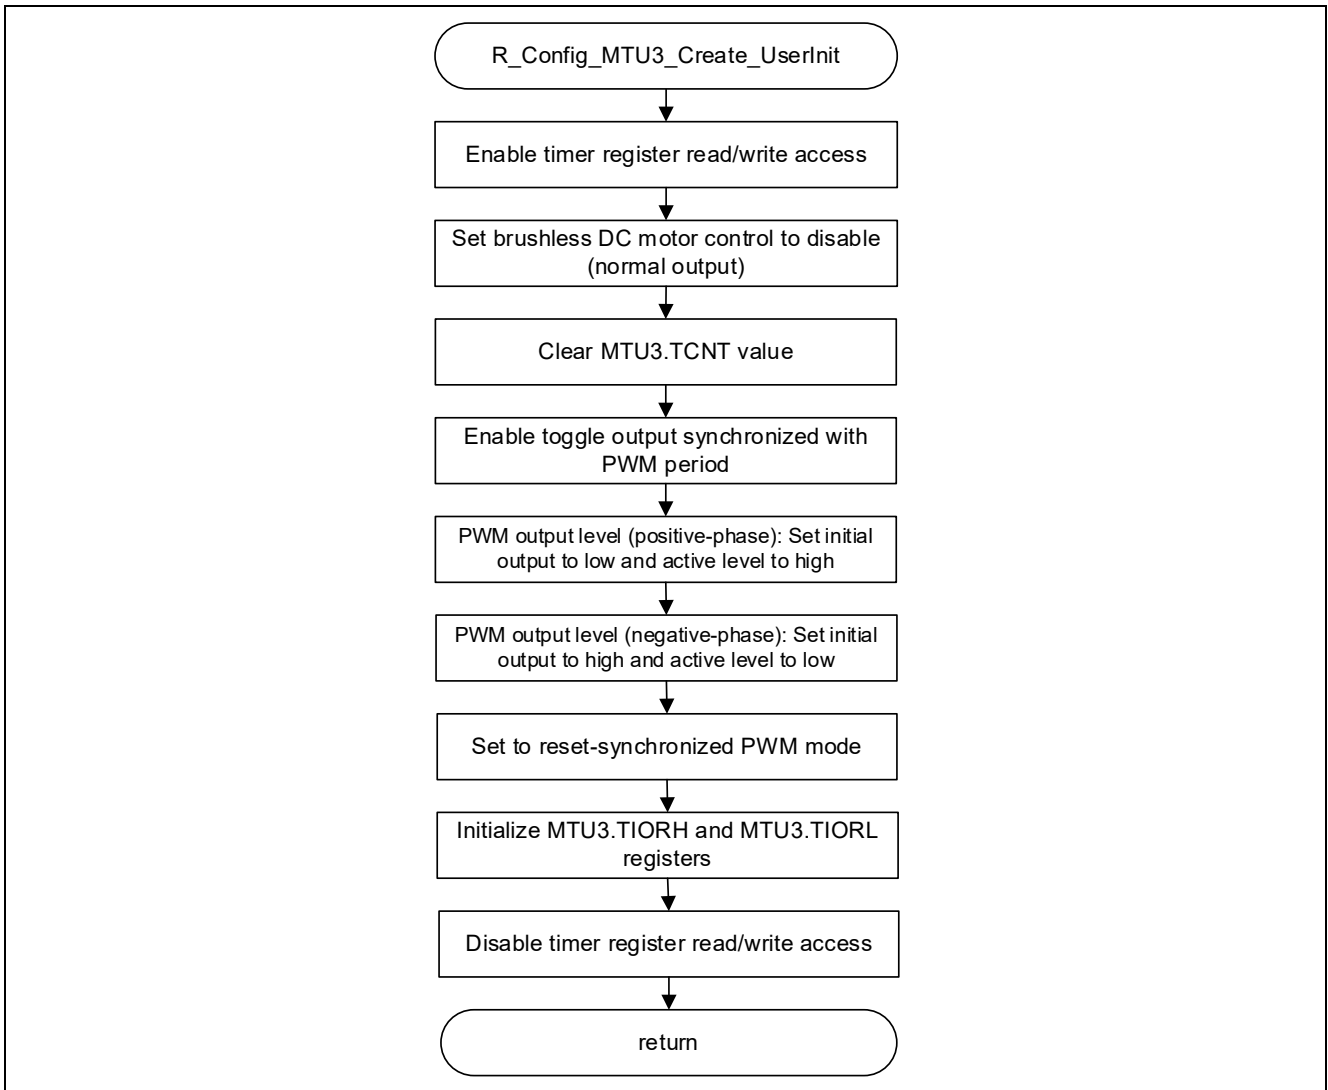 R_Config_MTU3_Create_UserInit
Enable timer register read/write access
Set brushless DC motor control to disable
(normal output)
Clear MTU3.TCNT value
Enable toggle output synchronized with
PWM period
PWM output level (positive-phase): Set initial
output to low and active level to high
PWM output level (negative-phase): Set initial
output to high and active level to low
Set to reset-synchronized PWM mode
Initialize MTU3.TIORH and MTU3.TIORL
registers
Disable timer register read/write access
return